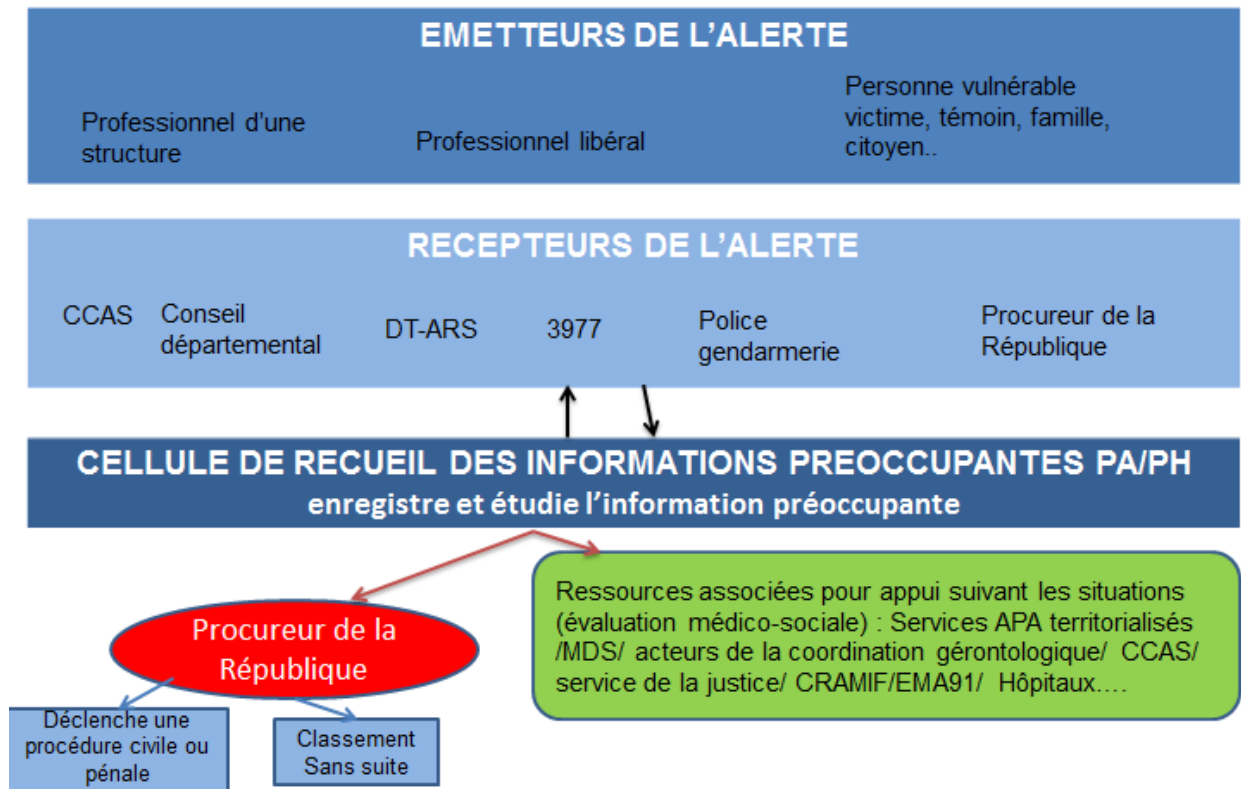 EMETTEURS DE L'ALERTE
Professionnel d'une
structure
Professionnel libéral
Personne vulnérable
victime, témoin, famille,
citoyen..
RECEPTEURS DE L'ALERTE
CCAS
Conseil
départemental
DT-ARS
3977
Police
gendarmerie
Procureur de la
République
CELLULE DE RECUEIL DES INFORMATIONS PREOCCUPANTES PA/PH
enregistre et étudie l'information préoccupante
Procureur de la
République
Ressources associées pour appui suivant les situations
(évaluation médico-sociale) : Services APA territorialisés
/MDS/ acteurs de la coordination gérontologique/ CCAS/
service de la justice/ CRAMIF/EMA91/ Hôpitaux....
Déclenche une
procédure civile ou
pénale
Classement
Sans suite